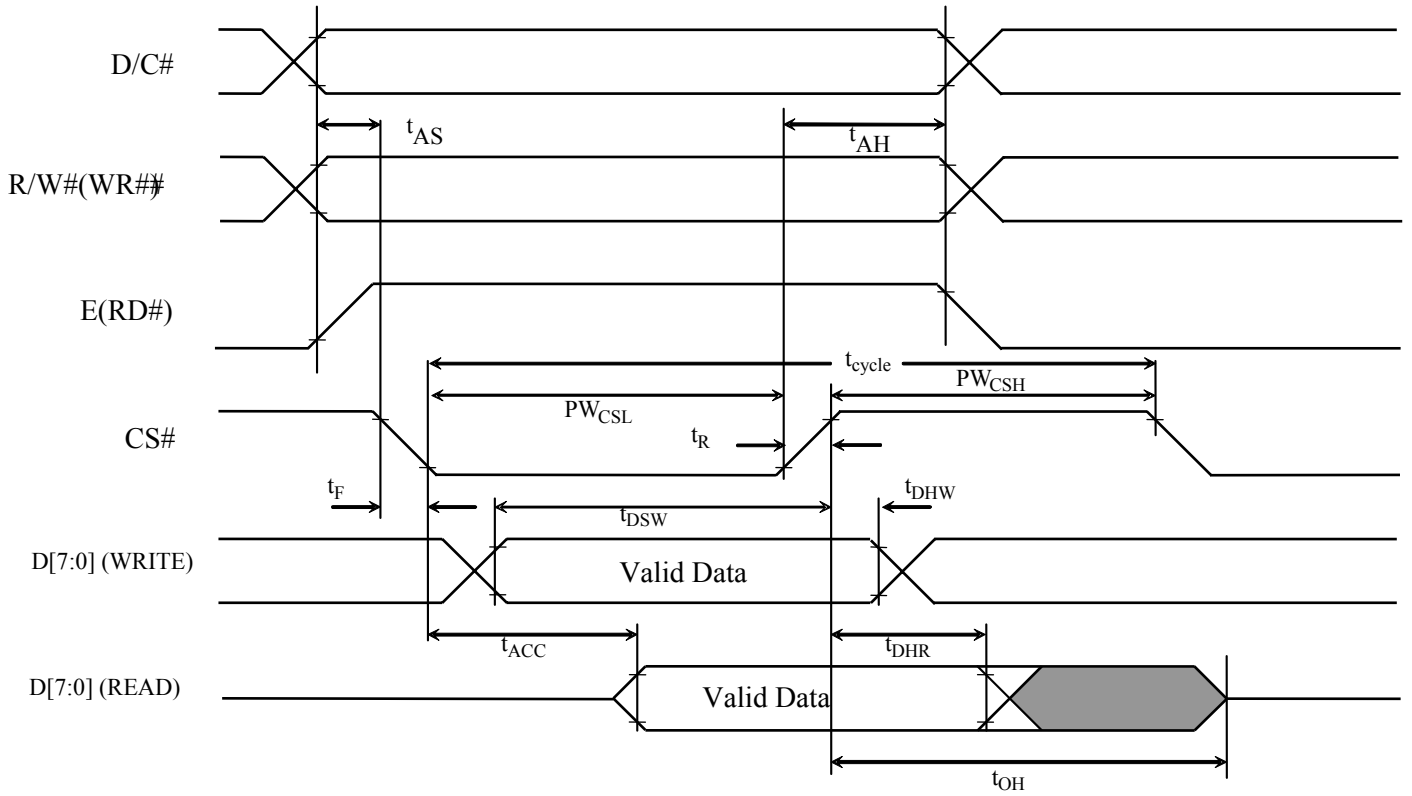 D/C#
tAS
tAH
R/W#(WR##)
E(RD#)
tcycle
PWCSL
PWCSH
CS#
tR
tF
tDSW
tDHW
D[7:0] (WRITE)
Valid Data
tACC
tDHR
D[7:0] (READ)
Valid Data
tOH